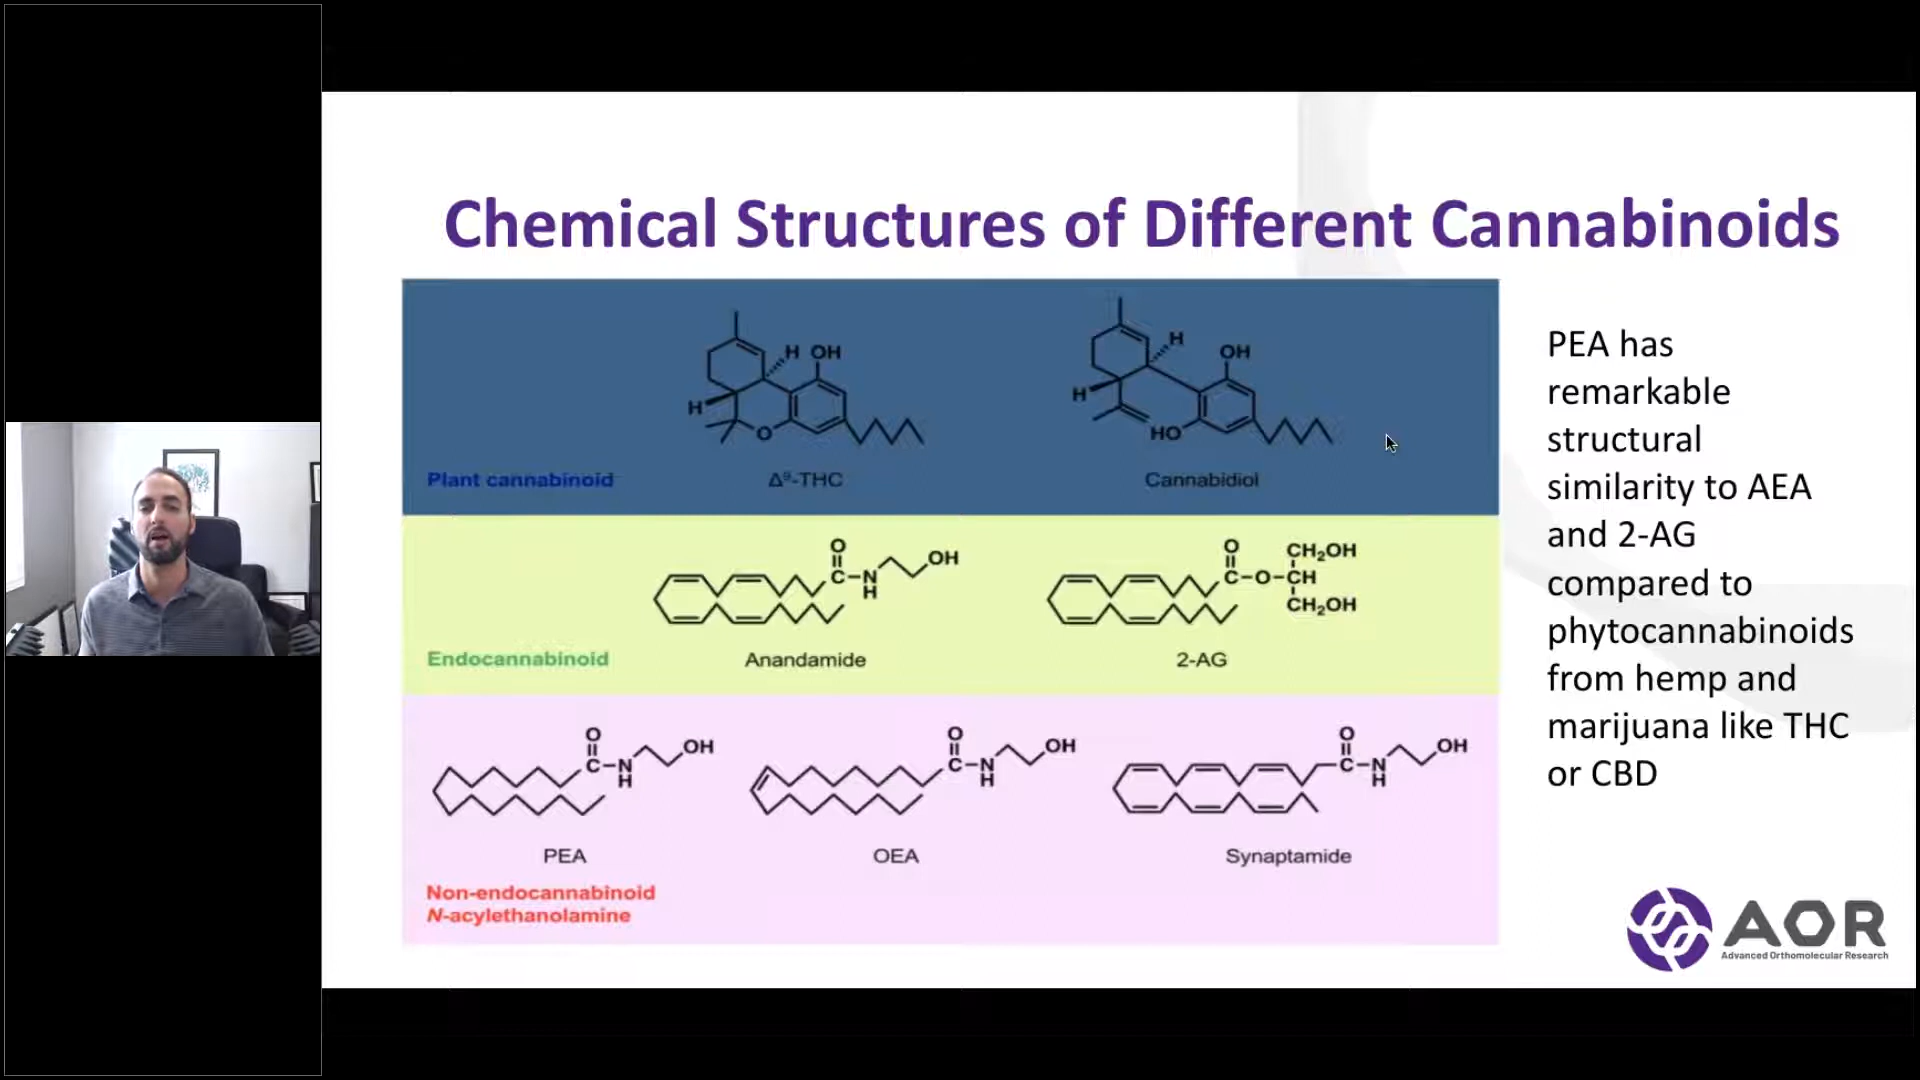 Chemical Structures of Different Cannabinoids
H OH
H
O
Plant cannabinoid
Δ⁹-THC
H
OH
H
HO
Cannabidiol
O
C-N
H
OH
Endocannabinoid
Anandamide
O
CH₂OH
C-O-CH
CH₂OH
2-AG
O
C-N
H
OH
PEA
O
C-N
H
OH
OEA
O
C-N
H
OH
Synaptamide
Non-endocannabinoid
N-acylethanolamine
PEA has
remarkable
structural
similarity to AEA
and 2-AG
compared to
phytocannabinoids
from hemp and
marijuana like THC
or CBD
AOR
Advanced Orthomolecular Research